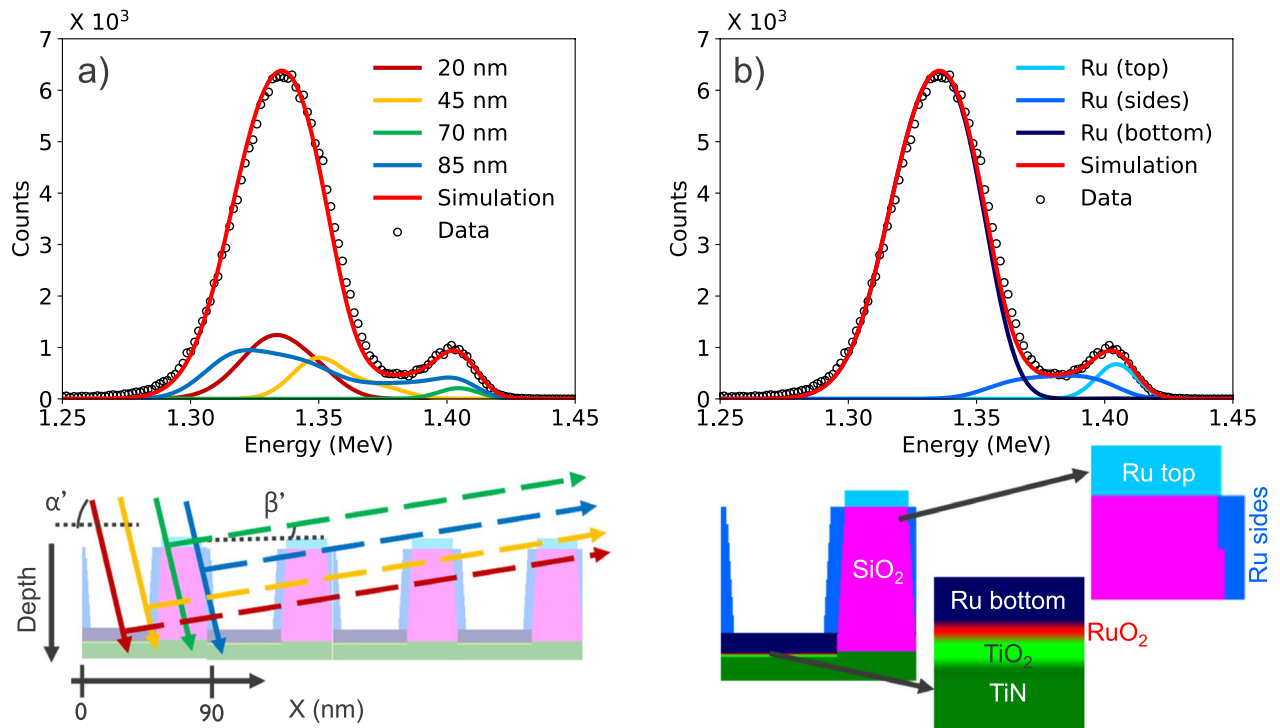 X 10³
a)
7
6
5
4
3
2
1
0
Counts
20 nm
45 nm
70 nm
85 nm
Simulation
Data
1.25 1.30 1.35 1.40 1.45
Energy (MeV)
α’
β’
Depth
0 90
X (nm)
X 10³
b)
7
6
5
4
3
2
1
0
Counts
Ru (top)
Ru (sides)
Ru (bottom)
Simulation
Data
1.25 1.30 1.35 1.40 1.45
Energy (MeV)
Ru top
Ru sides
SiO₂
Ru bottom
RuO₂
TiO₂
TiN